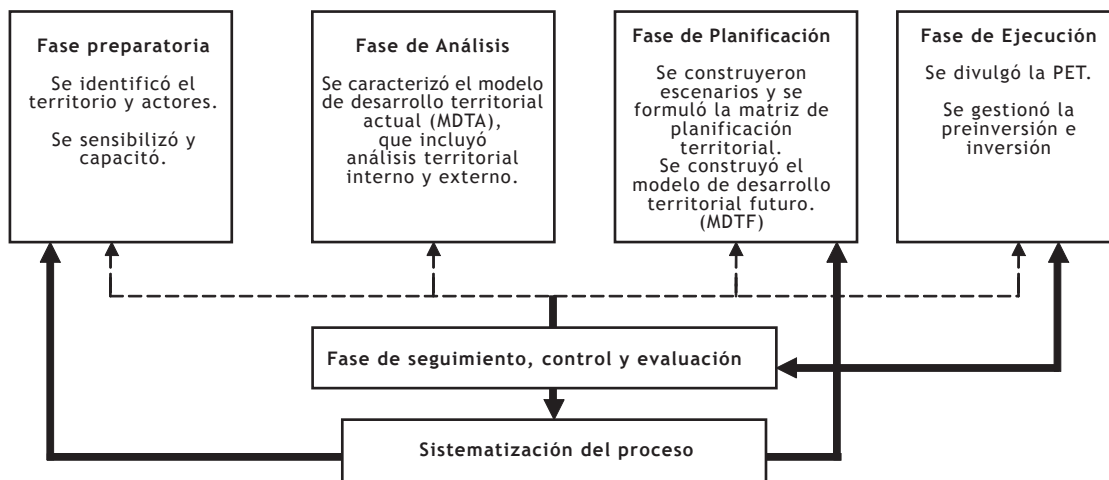 Fase preparatoria
Se identificó el
territorio y actores.
Se sensibilizó y
capacitó.
Fase de Análisis
Se caracterizó el modelo
de desarrollo territorial
actual (MDTA),
que incluyó
análisis territorial
interno y externo.
Fase de Planificación
Se construyeron
escenarios y se
formuló la matriz de
planificación
territorial.
Se construyó el
modelo de desarrollo
territorial futuro.
(MDTF)
Fase de Ejecución
Se divulgó la PET.
Se gestionó la
preinversión e
inversión
Fase de seguimiento, control y evaluación
Sistematización del proceso